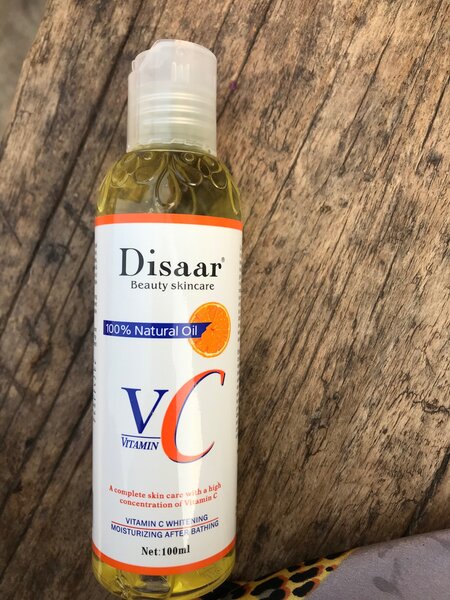 Disaar®
Beauty skincare
100% Natural Oil
VC
VITAMIN
A complete skin care with a high
concentration of Vitamin C
VITAMIN C WHITENING
MOISTURIZING AFTER BATHING
Net:100ml